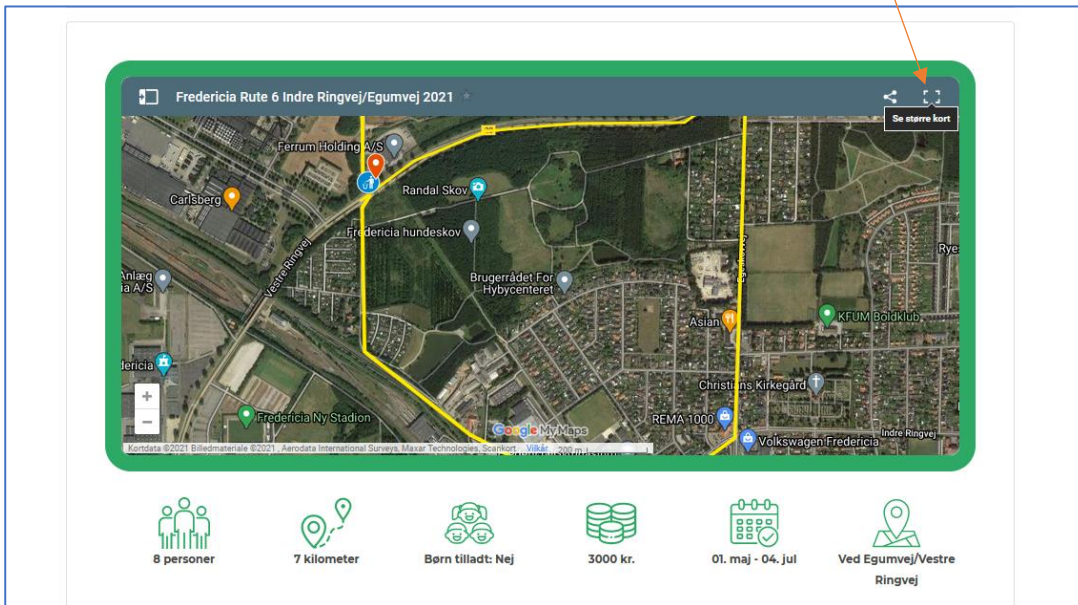 Fredericia Rute 6 Indre Ringvej/Egumvej 2021
Se større kort
Ferrum Holding A/S
Carlsberg
Randal Skov
Fredericia hundeskov
Vestre Ringvej
Anlæg
ia A/S
Brugerrådet For
Hybycenteret
Asian
KFUM Boldklub
Rye
dericia
Christians Kirkegård
REMA 1000
Fredericia Ny Stadion
Indre Ringvej
Volkswagen Fredericia
Google My Maps
Kortdata ©2021 Billedmateriale ©2021 , Aerodata International Surveys, Maxar Technologies, Scankort Vilkår 200 m
8 personer
7 kilometer
Børn tilladt: Nej
3000 kr.
01. maj - 04. jul
Ved Egumvej/Vestre
Ringvej